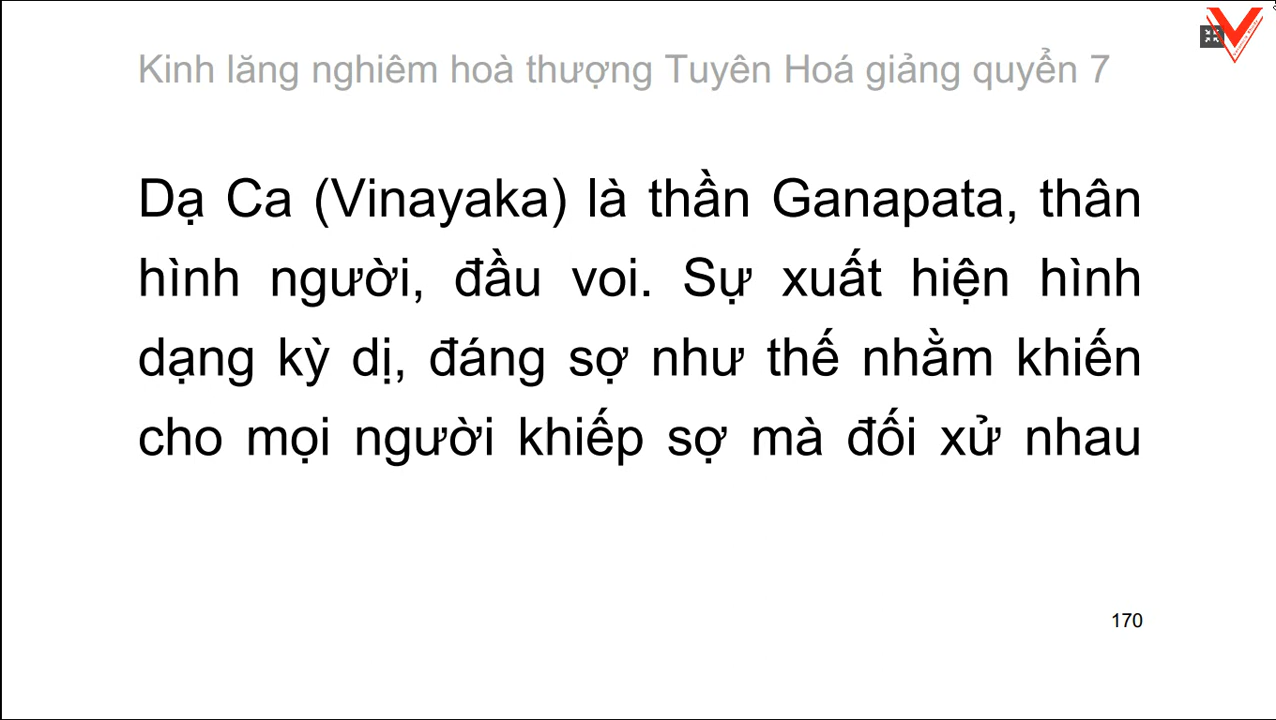 Kinh lăng nghiêm hoà thượng Tuyên Hoá giảng quyển 7
Dạ Ca (Vinayaka) là thần Ganapata, thân
hình người, đầu voi. Sự xuất hiện hình
dạng kỳ dị, đáng sợ như thế nhằm khiến
cho mọi người khiếp sợ mà đối xử nhau
170